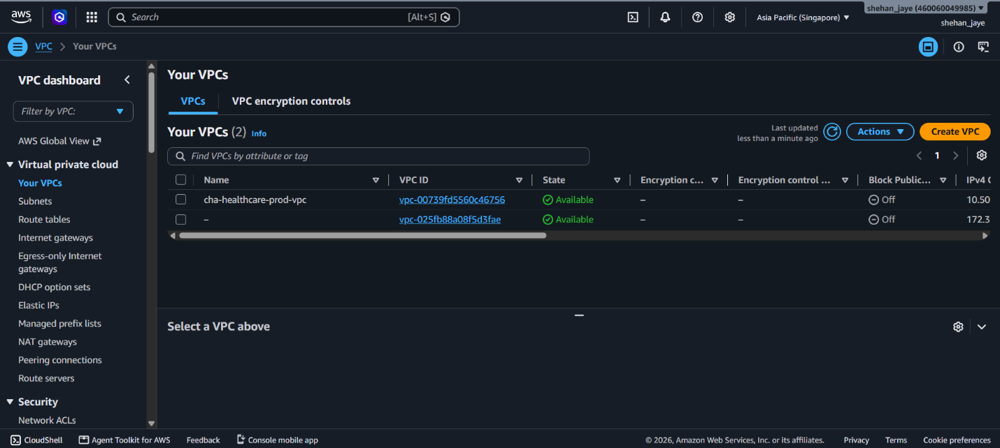 aws
Search [Alt+S]
Asia Pacific (Singapore)
shehan_jaye (460060049985)
shehan_jaye
VPC
Your VPCs
VPC dashboard
Filter by VPC:
AWS Global View
Virtual private cloud
Your VPCs
Subnets
Route tables
Internet gateways
Egress-only Internet
gateways
DHCP option sets
Elastic IPs
Managed prefix lists
NAT gateways
Peering connections
Route servers
Security
Network ACLs
Your VPCs
VPCs VPC encryption controls
Your VPCs (2) Info
Last updated
less than a minute ago
Actions
Create VPC
Find VPCs by attribute or tag
1
Name VPC ID State Encryption c... Encryption control ... Block Public... IPv4 C
cha-healthcare-prod-vpc vpc-00739fd5560c46756 Available – – Off 10.50
– vpc-025fb88a08f5d3fae Available – – Off 172.3
Select a VPC above
CloudShell Agent Toolkit for AWS Feedback Console mobile app © 2026, Amazon Web Services, Inc. or its affiliates. Privacy Terms Cookie preferences